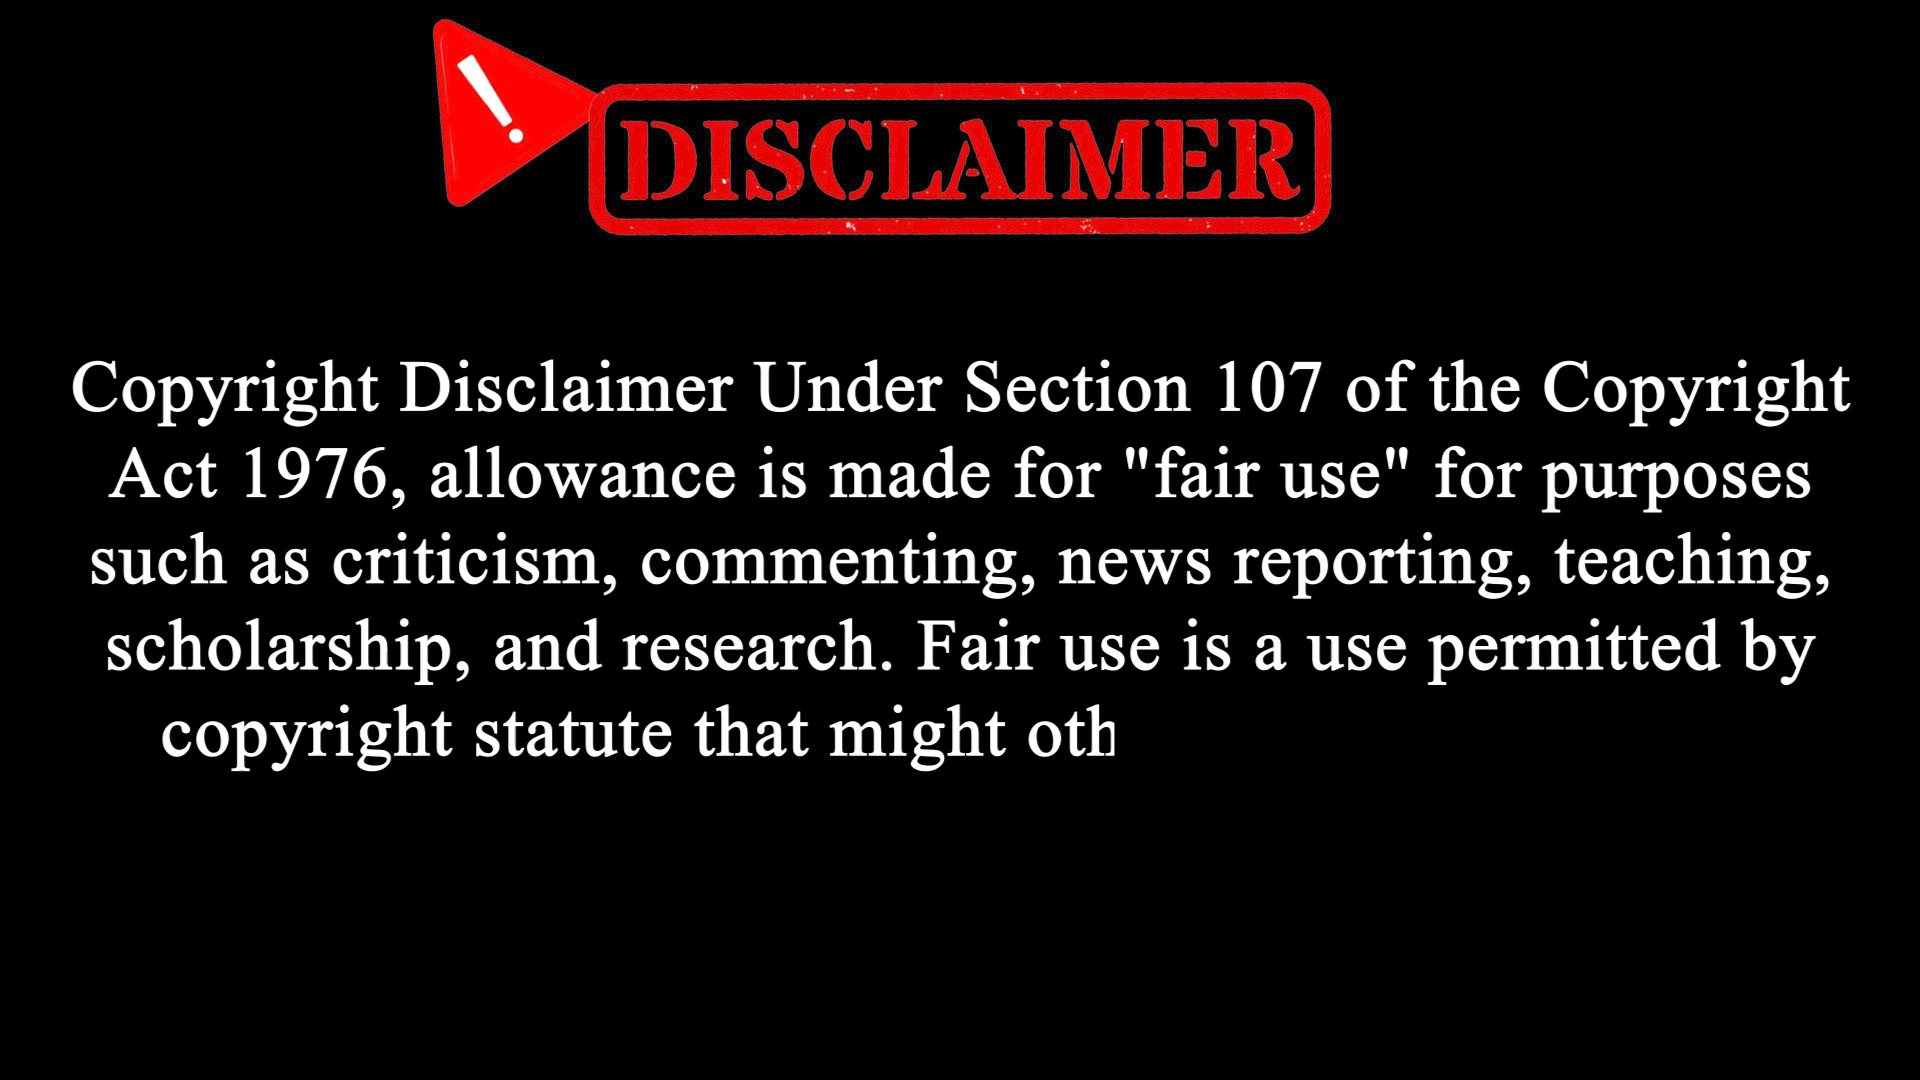 DISCLAIMER
Copyright Disclaimer Under Section 107 of the Copyright
Act 1976, allowance is made for "fair use" for purposes
such as criticism, commenting, news reporting, teaching,
scholarship, and research. Fair use is a use permitted by
copyright statute that might oth